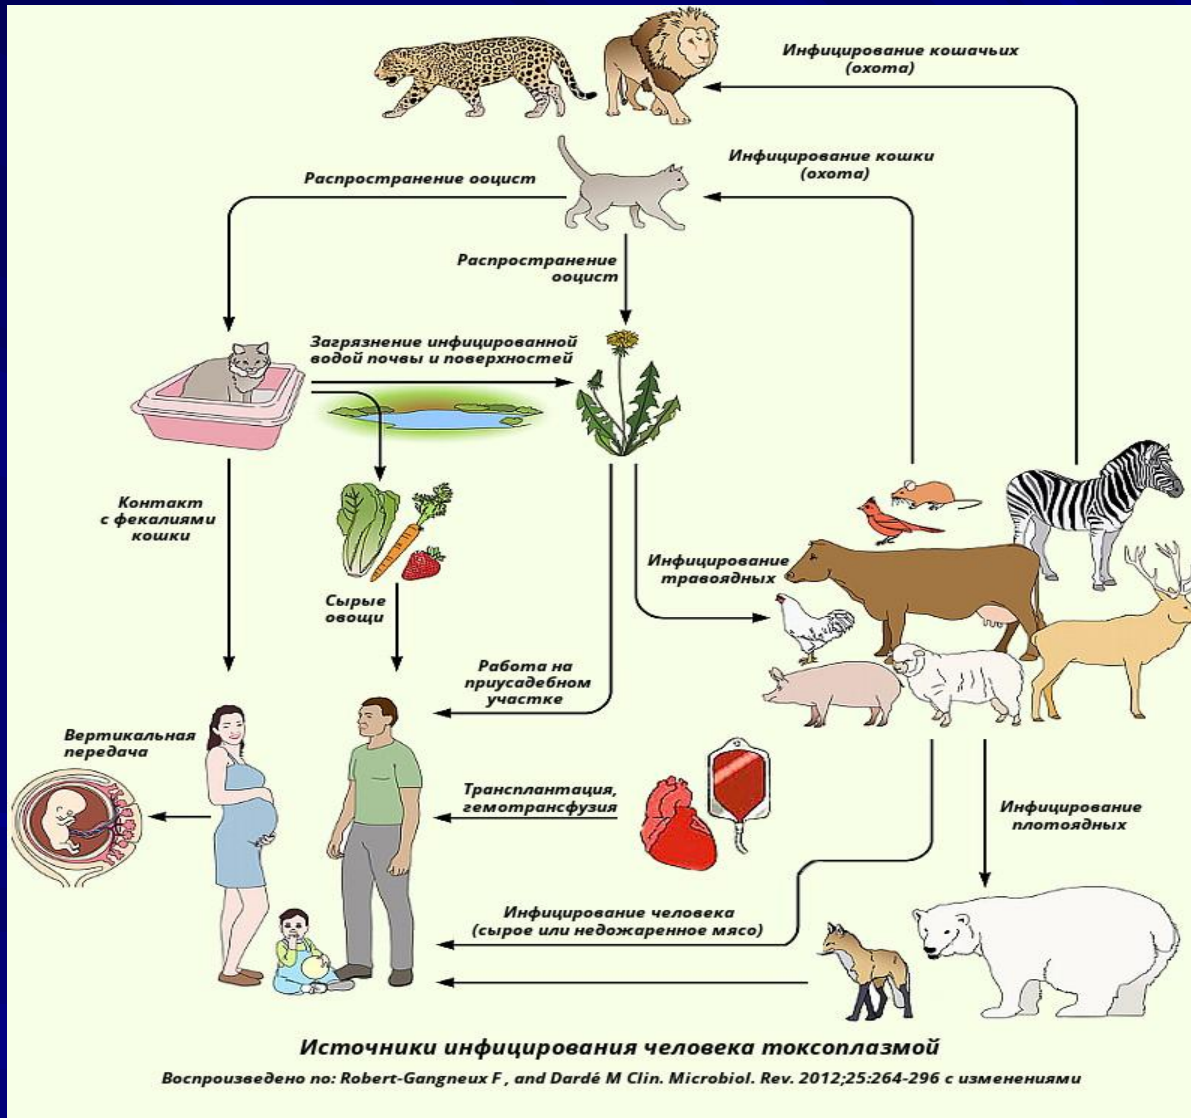 Инфицирование кошачьих
(охота)
Инфицирование кошки
(охота)
Распространение ооцист
Распространение
ооцист
Загрязнение инфицированной
водой почвы и поверхностей
Контакт
с фекалиями
кошки
Сырые
овощи
Инфицирование
травоядных
Работа на
приусадебном
участке
Вертикальная
передача
Трансплантация,
гемотрансфузия
Инфицирование
плотоядных
Инфицирование человека
(сырое или недожаренное мясо)
Источники инфицирования человека токсоплазмой
Воспроизведено по: Robert-Gangneux F , and Dardé M Clin. Microbiol. Rev. 2012;25:264-296 с изменениями